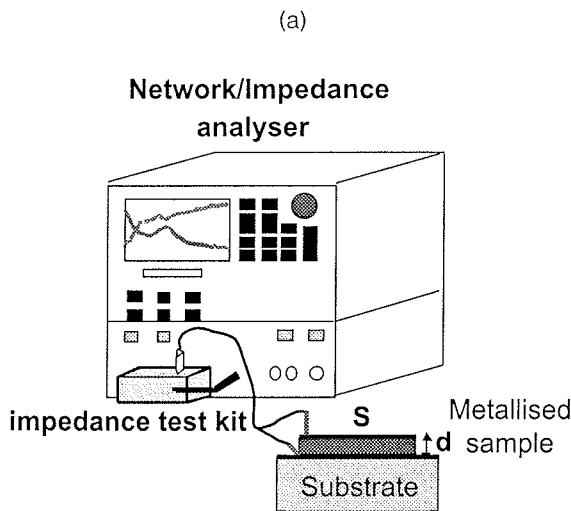 (a)
Network/Impedance
analyser
impedance test kit
S
d
Metallised
sample
Substrate